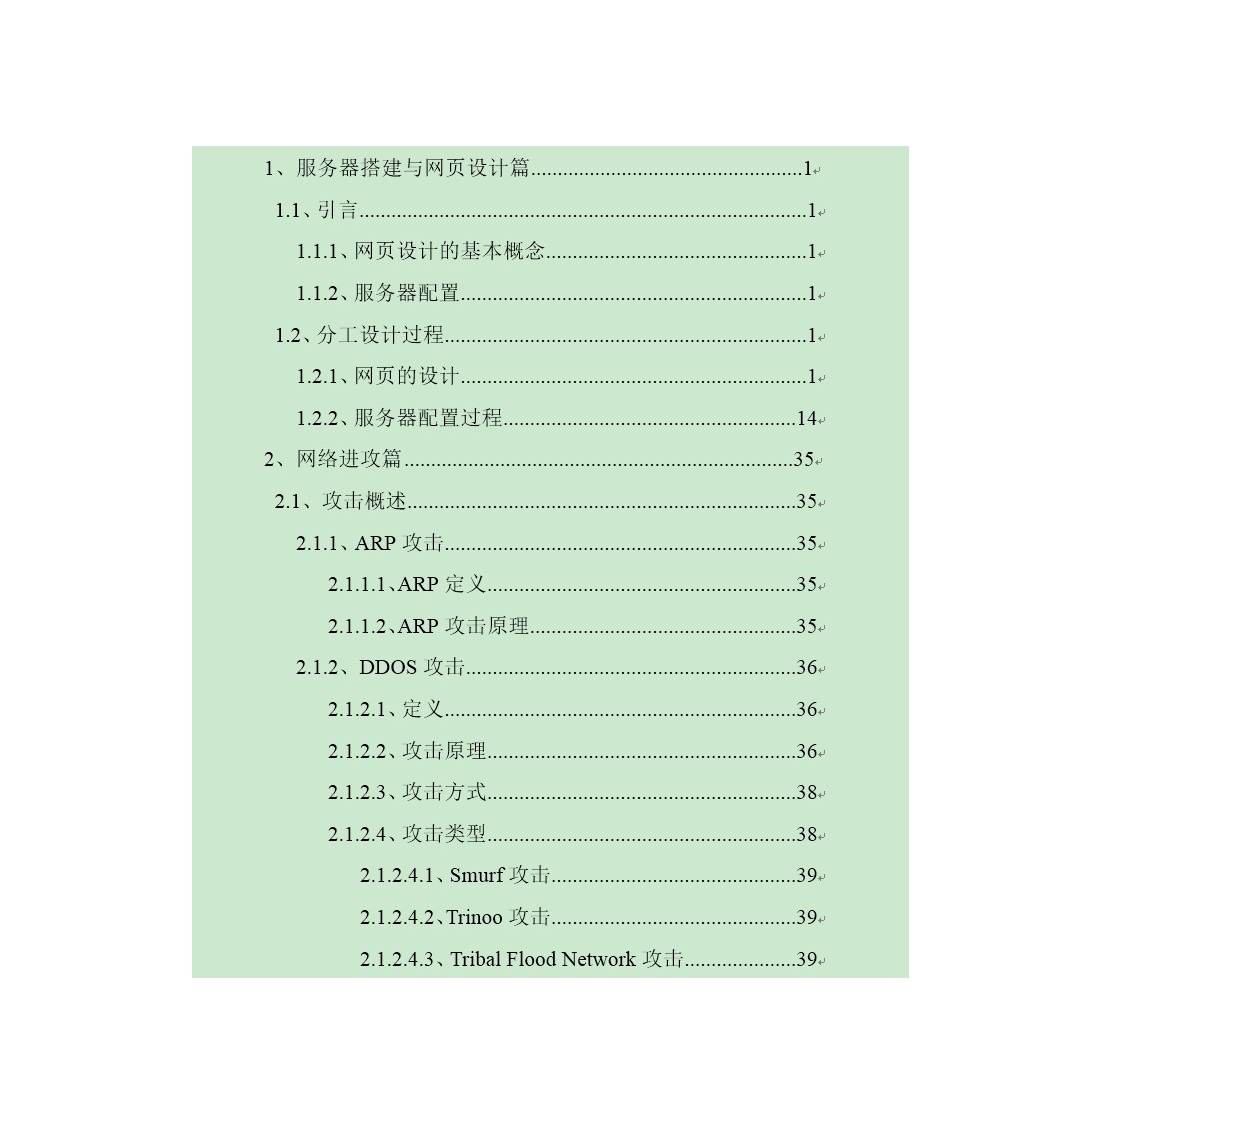 1、服务器搭建与网页设计篇...................................................1
1.1、引言....................................................................................1
1.1.1、网页设计的基本概念.................................................1
1.1.2、服务器配置.................................................................1
1.2、分工设计过程....................................................................1
1.2.1、网页的设计.................................................................1
1.2.2、服务器配置过程.......................................................14
2、网络进攻篇.........................................................................35
2.1、攻击概述.........................................................................35
2.1.1、ARP 攻击..................................................................35
2.1.1.1、ARP 定义..........................................................35
2.1.1.2、ARP 攻击原理..................................................35
2.1.2、DDOS 攻击..............................................................36
2.1.2.1、定义..................................................................36
2.1.2.2、攻击原理..........................................................36
2.1.2.3、攻击方式..........................................................38
2.1.2.4、攻击类型..........................................................38
2.1.2.4.1、Smurf 攻击..............................................39
2.1.2.4.2、Trinoo 攻击..............................................39
2.1.2.4.3、Tribal Flood Network 攻击.....................39